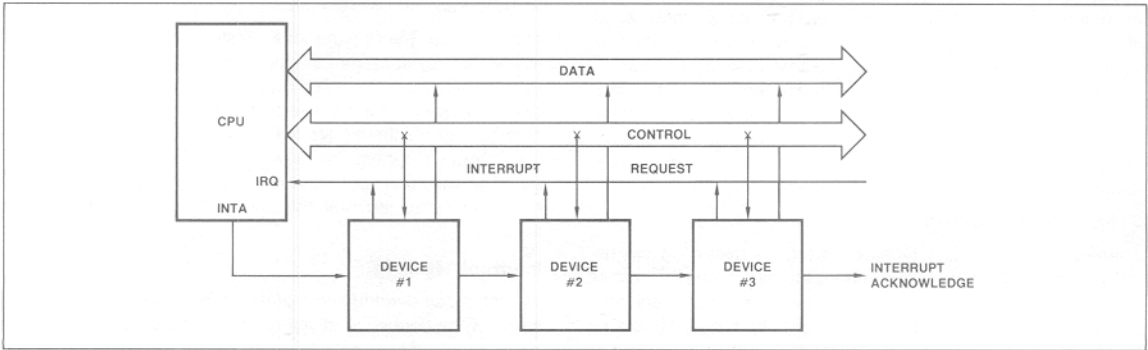 DATA
CPU
CONTROL
INTERRUPT REQUEST
IRQ
INTA
DEVICE
#1
DEVICE
#2
DEVICE
#3
INTERRUPT
ACKNOWLEDGE